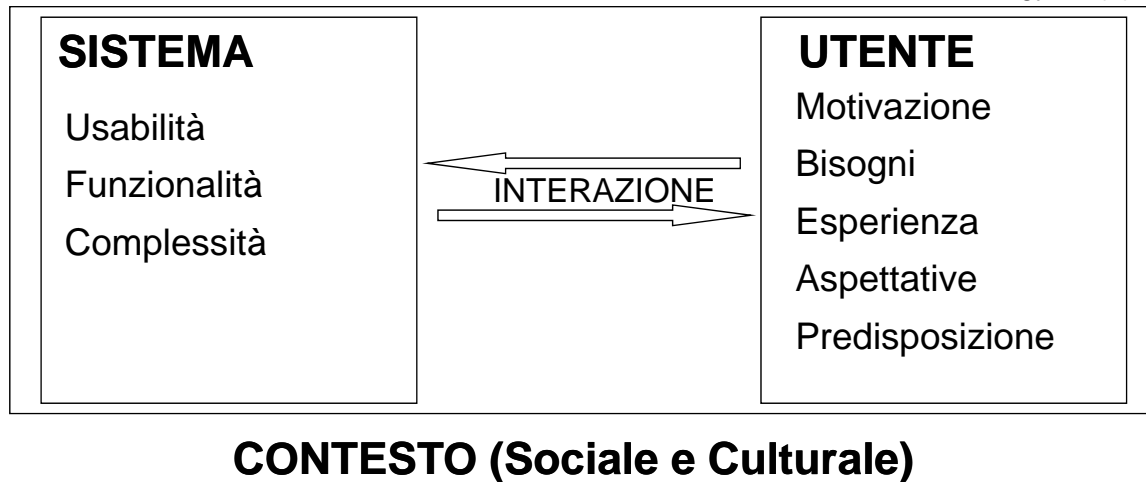 SISTEMA
Usabilità
Funzionalità
Complessità
INTERAZIONE
UTENTE
Motivazione
Bisogni
Esperienza
Aspettative
Predisposizione
CONTESTO (Sociale e Culturale)